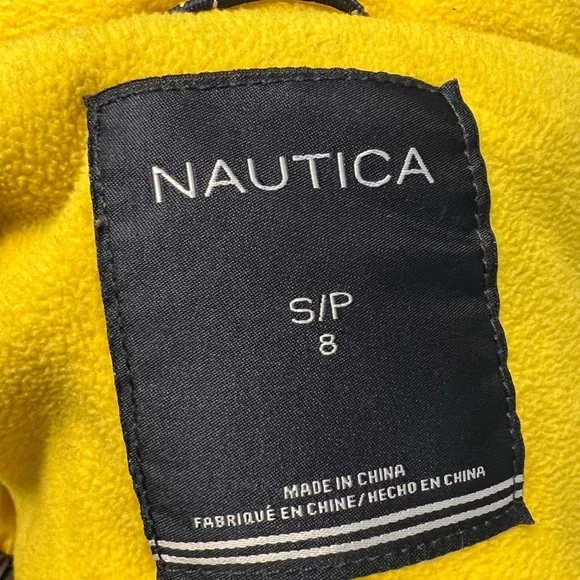 NAUTICA
S/P
8
MADE IN CHINA
FABRIQUÉ EN CHINE/HECHO EN CHINA